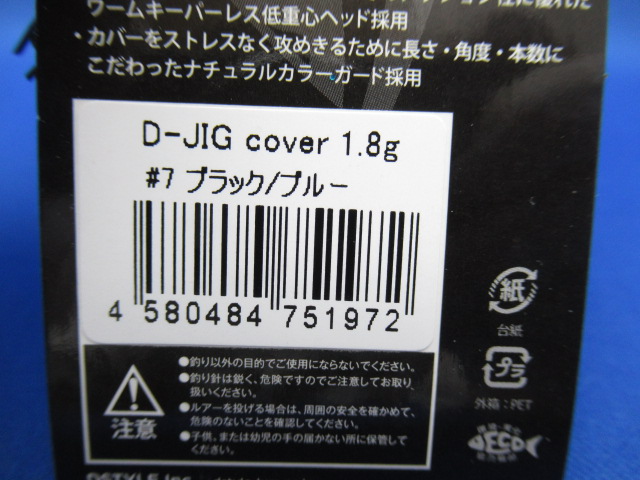 ワームキーパーレス低重心ヘッド採用
・カバーをストレスなく攻めきるために長さ・角度・本数に
こだわったナチュラルカラーガード採用
D-JIG cover 1.8g
#7 ブラック/ブルー
4 580484 751972
紙
台紙
プラ
外箱:PET
ECO
注意
●釣り以外の目的でご使用にならないでください。
●釣り針は鋭く、危険ですのでご注意してお取り
扱いください。
●ルアーを投げる場合は、周囲の安全を確かめて、
危険のないことを確認してください。
●子供、または幼児の手の届かない所に保管して
ください。
DSTYLE Inc.